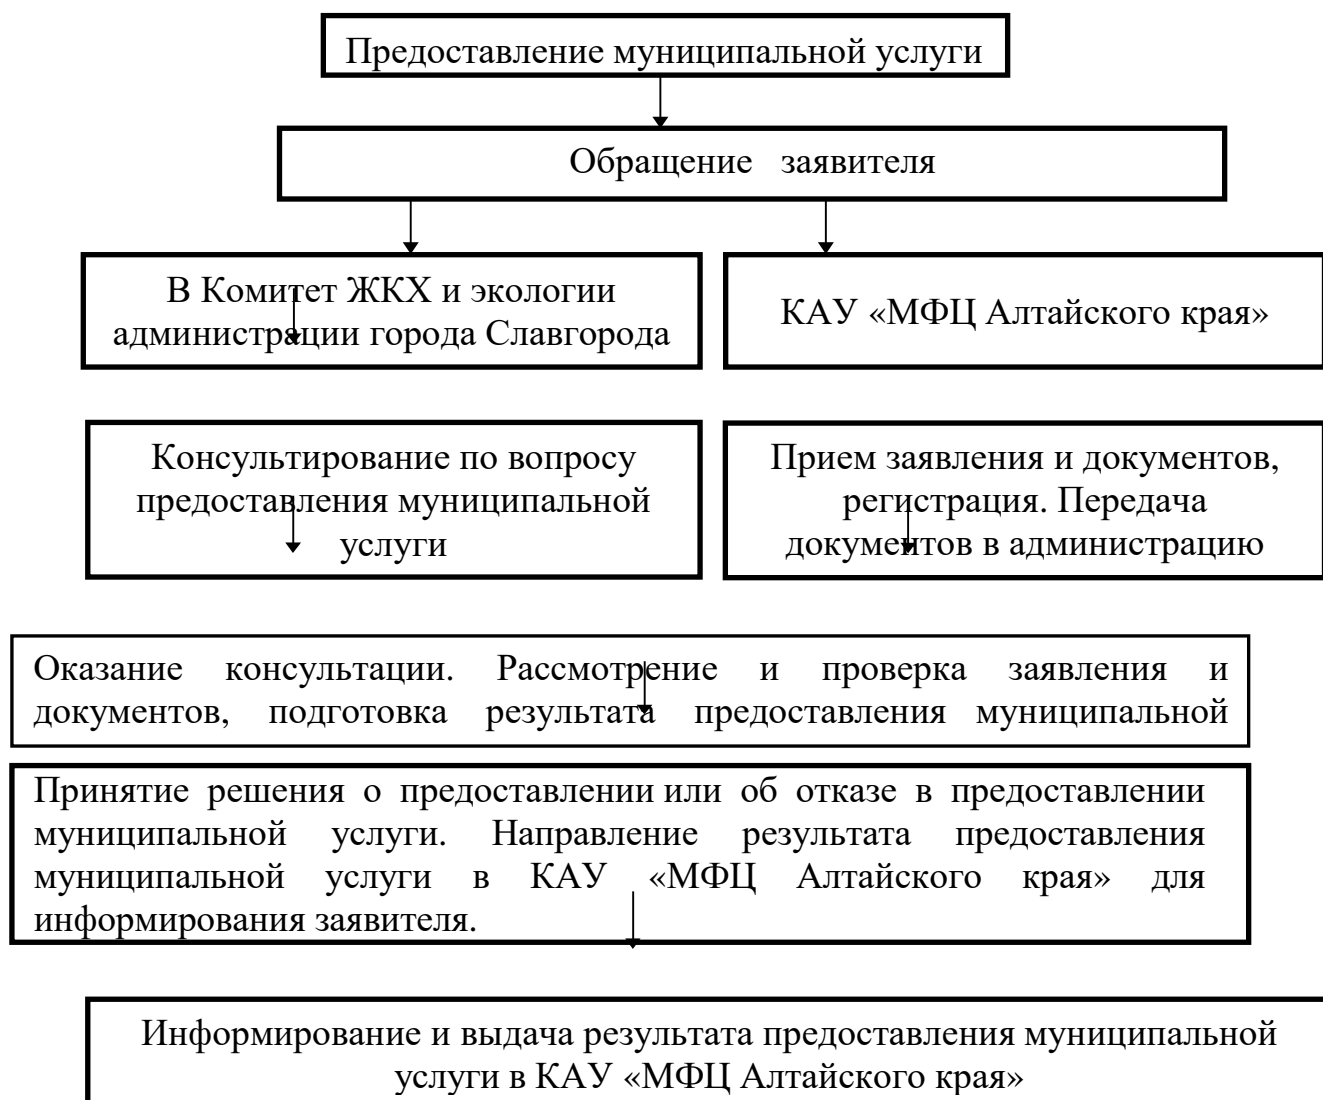 Предоставление муниципальной услуги
Обращение заявителя
В Комитет ЖКХ и экологии
администрации города Славгорода
КАУ «МФЦ Алтайского края»
Консультирование по вопросу
предоставления муниципальной
услуги
Прием заявления и документов,
регистрация. Передача
документов в администрацию
Оказание консультации. Рассмотрение и проверка заявления и
документов, подготовка результата предоставления муниципальной
Принятие решения о предоставлении или об отказе в предоставлении
муниципальной услуги. Направление результата предоставления
муниципальной услуги в КАУ «МФЦ Алтайского края» для
информирования заявителя.
Информирование и выдача результата предоставления муниципальной
услуги в КАУ «МФЦ Алтайского края»